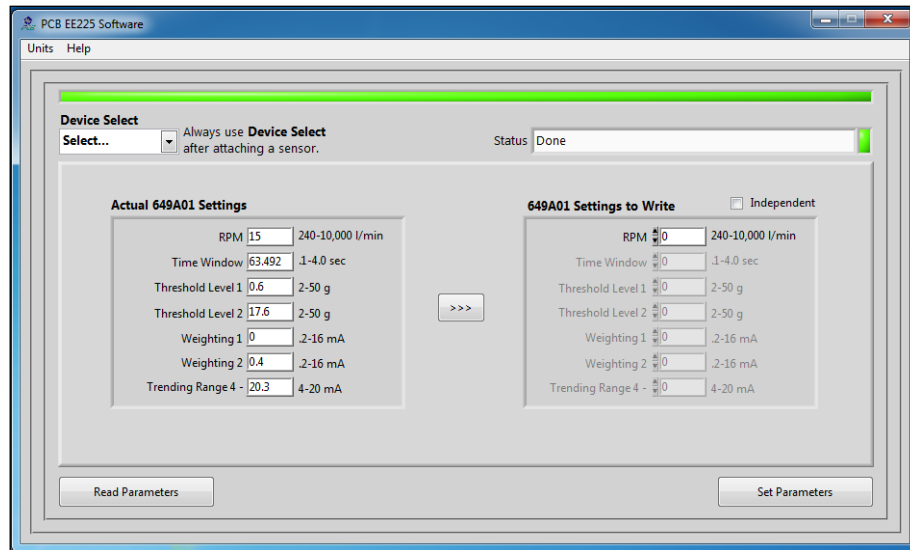 PCB EE225 Software
Units Help
Device Select
Select...
Always use Device Select
after attaching a sensor.
Status Done
Actual 649A01 Settings
RPM 15 240-10,000 l/min
Time Window 63.492 .1-4.0 sec
Threshold Level 1 0.6 2-50 g
Threshold Level 2 17.6 2-50 g
Weighting 1 0 .2-16 mA
Weighting 2 0.4 .2-16 mA
Trending Range 4 - 20.3 4-20 mA
>>>
649A01 Settings to Write Independent
RPM 0 240-10,000 l/min
Time Window 0 .1-4.0 sec
Threshold Level 1 0 2-50 g
Threshold Level 2 0 2-50 g
Weighting 1 0 .2-16 mA
Weighting 2 0 .2-16 mA
Trending Range 4 - 0 4-20 mA
Read Parameters
Set Parameters